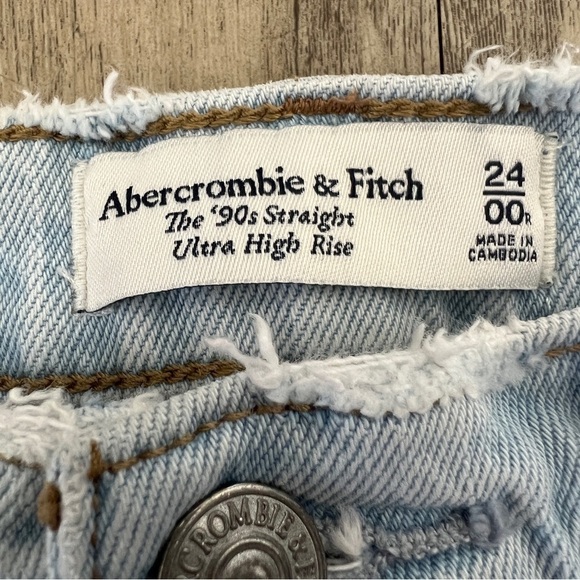 Abercrombie & Fitch
The '90s Straight
Ultra High Rise
24
00R
MADE IN
CAMBODIA
CROMBIE &